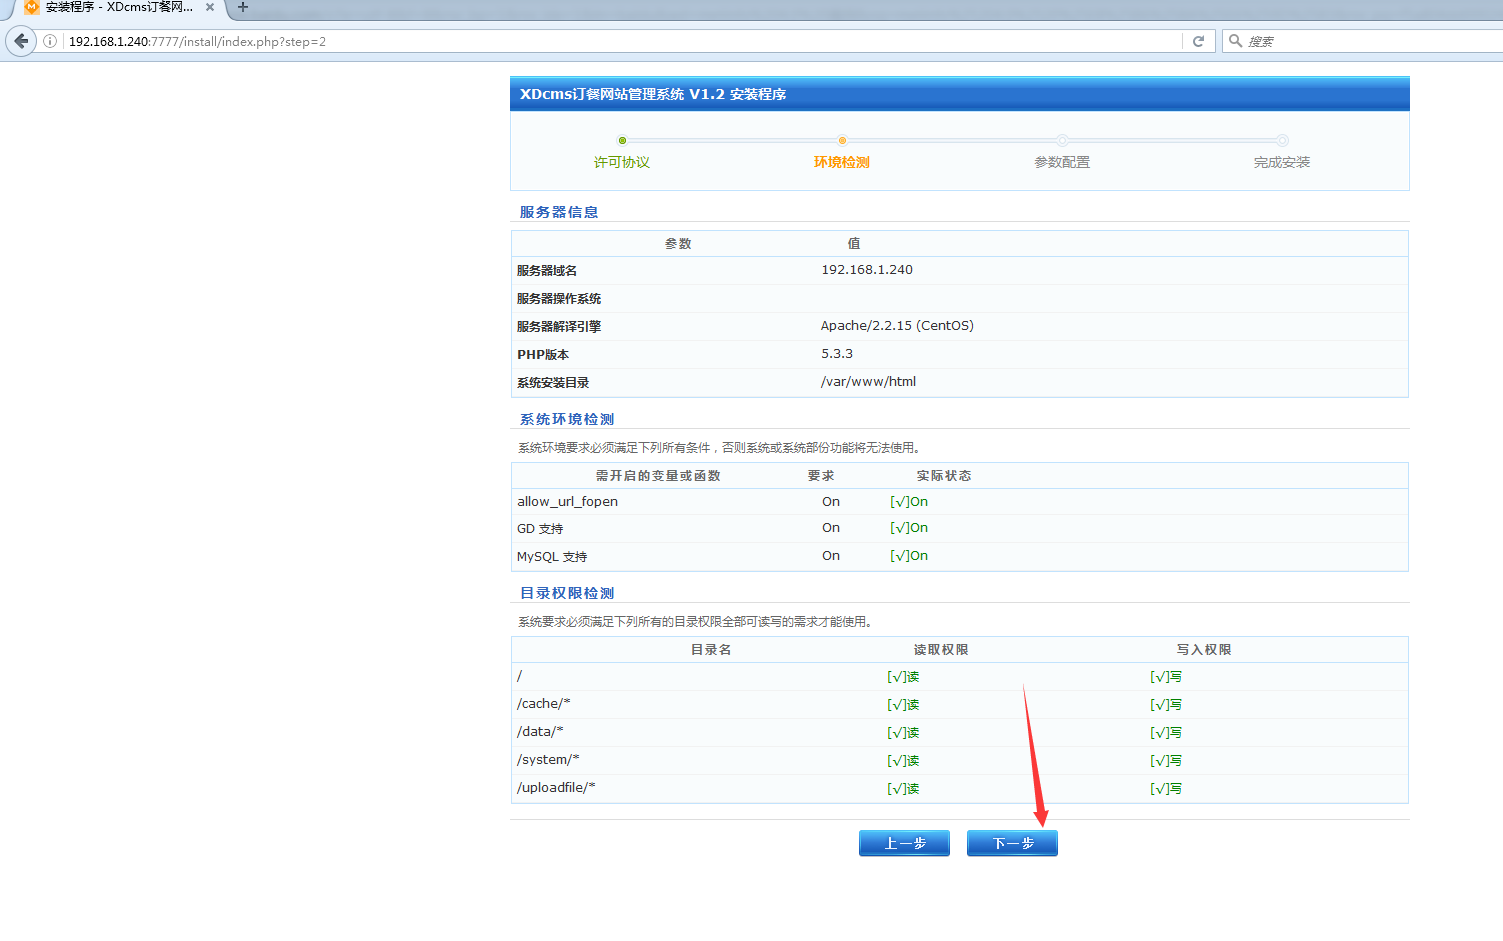 安装程序 - XDcms订餐网...
192.168.1.240:7777/install/index.php?step=2
搜索
XDcms订餐网站管理系统 V1.2 安装程序
许可协议 环境检测 参数配置 完成安装
服务器信息
参数 值
服务器域名 192.168.1.240
服务器操作系统
服务器解译引擎 Apache/2.2.15 (CentOS)
PHP版本 5.3.3
系统安装目录 /var/www/html
系统环境检测
系统环境要求必须满足下列所有条件，否则系统或系统部份功能将无法使用。
需开启的变量或函数 要求 实际状态
allow_url_fopen On [√]On
GD 支持 On [√]On
MySQL 支持 On [√]On
目录权限检测
系统要求必须满足下列所有的目录权限全部可读写的需求才能使用。
目录名 读取权限 写入权限
/ [√]读 [√]写
/cache/* [√]读 [√]写
/data/* [√]读 [√]写
/system/* [√]读 [√]写
/uploadfile/* [√]读 [√]写
上一步 下一步